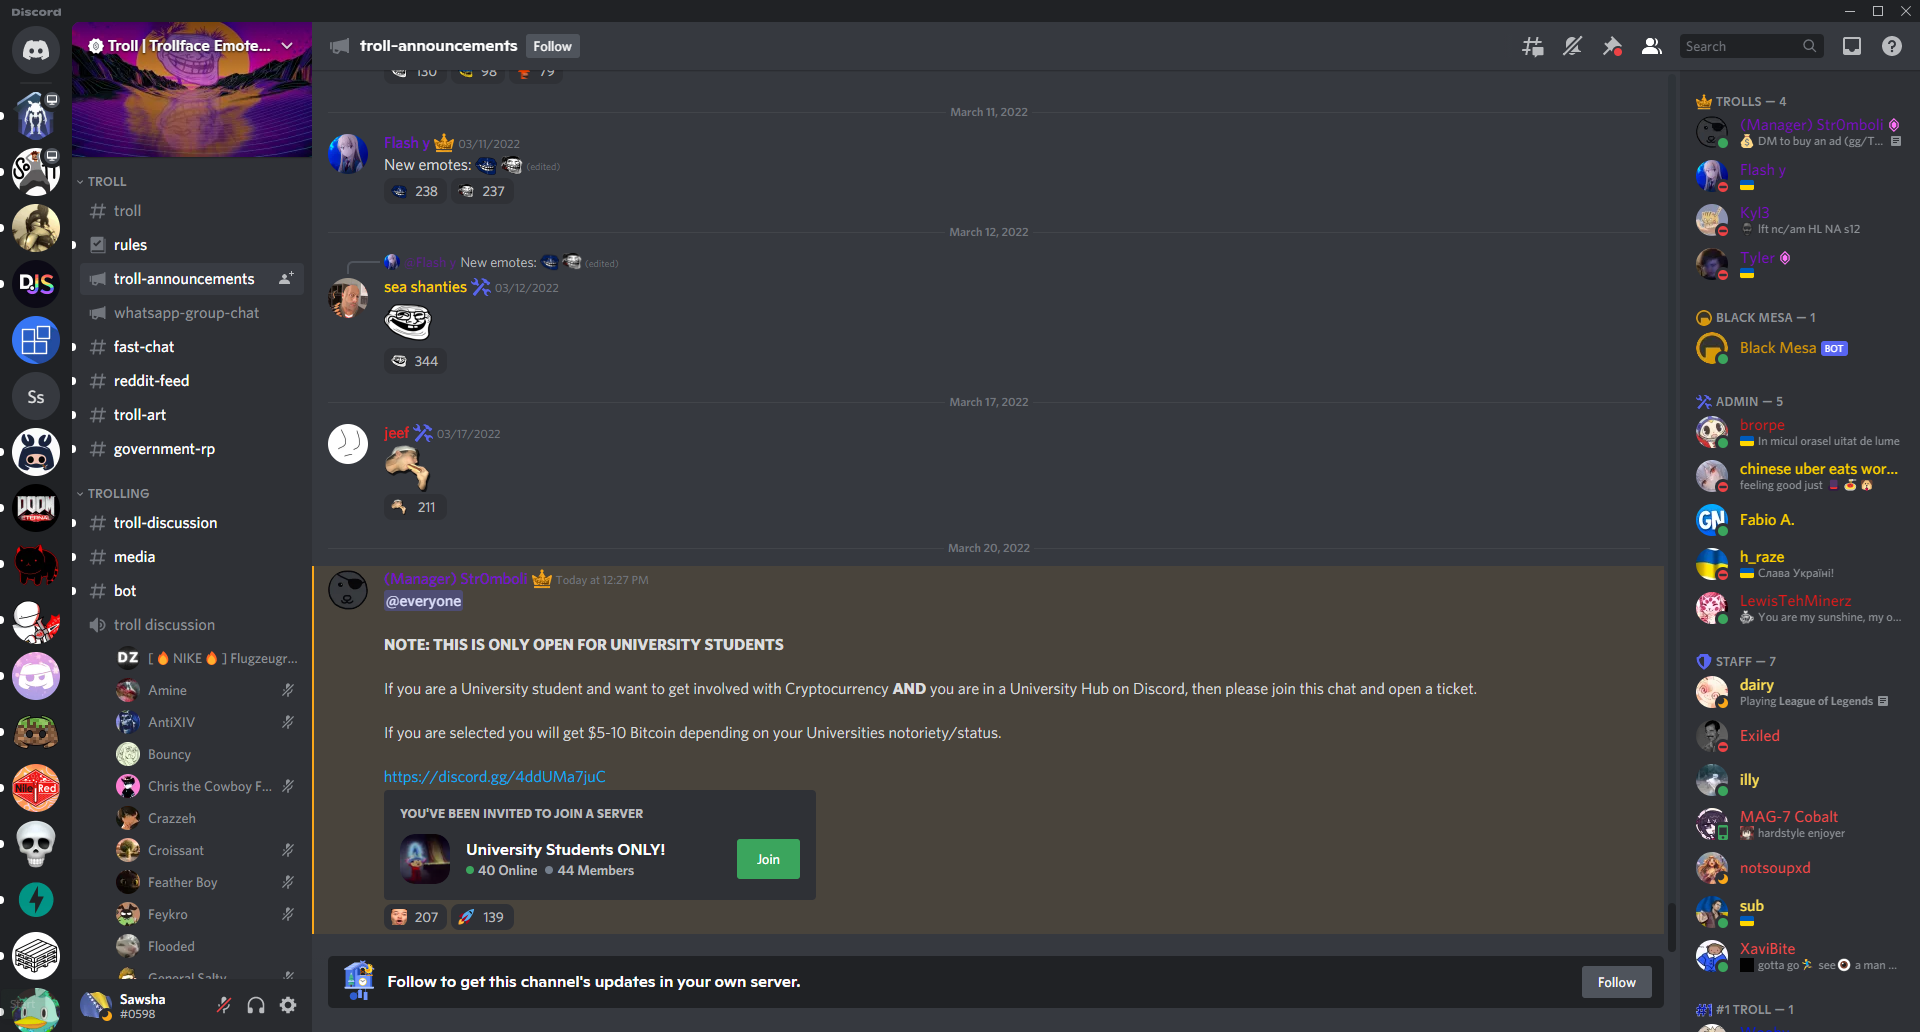 Discord
Troll | Trollface Emote...
TROLL
troll
rules
troll-announcements
whatsapp-group-chat
fast-chat
reddit-feed
troll-art
government-rp
TROLLING
troll-discussion
media
bot
troll discussion
DZ
[ 🔥 NIKE 🔥 ] Flugzeugr...
Amine
AntiXIV
Bouncy
Chris the Cowboy F...
Crazzeh
Croissant
Feather Boy
Feykro
Flooded
General Salty
Sawsha
#0598
DJS
Ss
DOOM
ETERNAL
Nile Red
troll-announcements
Follow
Search
130
98
79
March 11, 2022
Flash y 03/11/2022
New emotes: (edited)
238
237
March 12, 2022
@Flash y New emotes: (edited)
sea shanties 03/12/2022
344
March 17, 2022
jeef 03/17/2022
211
March 20, 2022
(Manager) Str0mboli Today at 12:27 PM
@everyone
NOTE: THIS IS ONLY OPEN FOR UNIVERSITY STUDENTS
If you are a University student and want to get involved with Cryptocurrency AND you are in a University Hub on Discord, then please join this chat and open a ticket.
If you are selected you will get $5-10 Bitcoin depending on your Universities notoriety/status.
https://discord.gg/4ddUMa7juC
YOU'VE BEEN INVITED TO JOIN A SERVER
University Students ONLY!
40 Online 44 Members
Join
207
139
Follow to get this channel's updates in your own server.
Follow
TROLLS — 4
(Manager) Str0mboli
DM to buy an ad (gg/T...
Flash y
Kyl3
lft nc/am HL NA s12
Tyler
BLACK MESA — 1
Black Mesa BOT
ADMIN — 5
brorpe
In micul orasel uitat de lume
chinese uber eats wor...
feeling good just
GN
Fabio A.
h_raze
Слава Україні!
LewisTehMinerz
You are my sunshine, my o...
STAFF — 7
dairy
Playing League of Legends
Exiled
illy
MAG-7 Cobalt
hardstyle enjoyer
notsoupxd
sub
XaviBite
gotta go see a man ...
#1 TROLL — 1